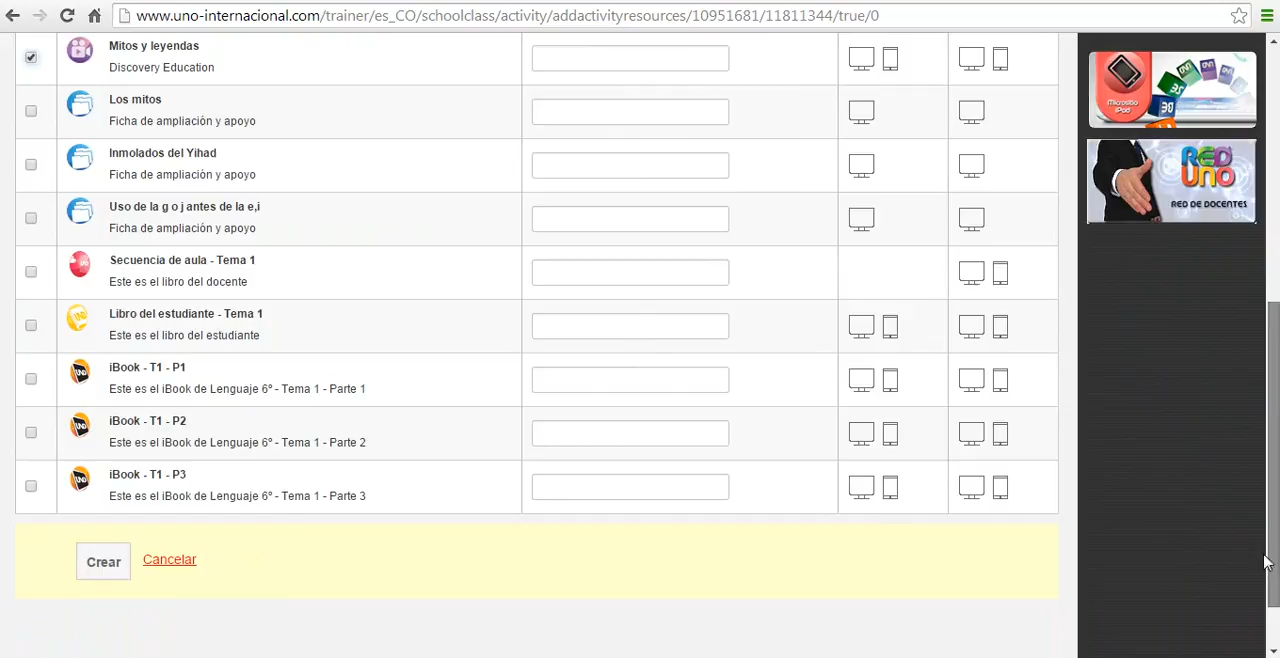 www.uno-internacional.com/trainer/es_CO/schoolclass/activity/addactivityresources/10951681/11811344/true/0
Mitos y leyendas
Discovery Education
Los mitos
Ficha de ampliación y apoyo
Inmolados del Yihad
Ficha de ampliación y apoyo
Uso de la g o j antes de la e,i
Ficha de ampliación y apoyo
Secuencia de aula - Tema 1
Este es el libro del docente
Libro del estudiante - Tema 1
Este es el libro del estudiante
iBook - T1 - P1
Este es el iBook de Lenguaje 6º - Tema 1 - Parte 1
iBook - T1 - P2
Este es el iBook de Lenguaje 6º - Tema 1 - Parte 2
iBook - T1 - P3
Este es el iBook de Lenguaje 6º - Tema 1 - Parte 3
Crear
Cancelar
Micrositio
iPad
RED
UNO
RED DE DOCENTES